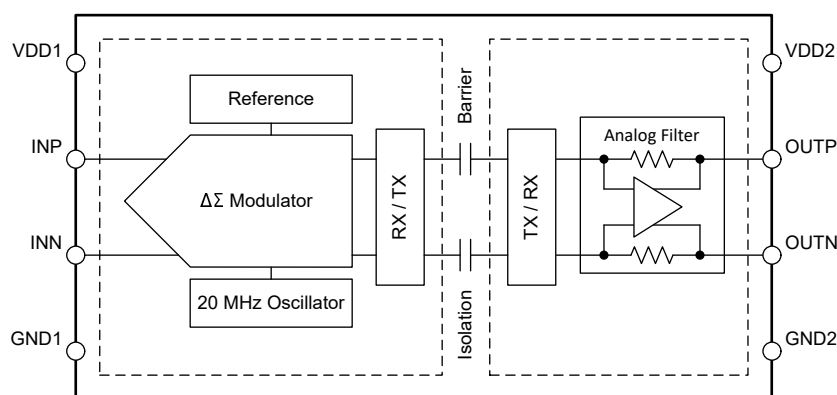 VDD1
VDD2
Reference
Barrier
Analog Filter
INP
OUTP
ΔΣ Modulator
RX / TX
TX / RX
INN
OUTN
20 MHz Oscillator
Isolation
GND1
GND2